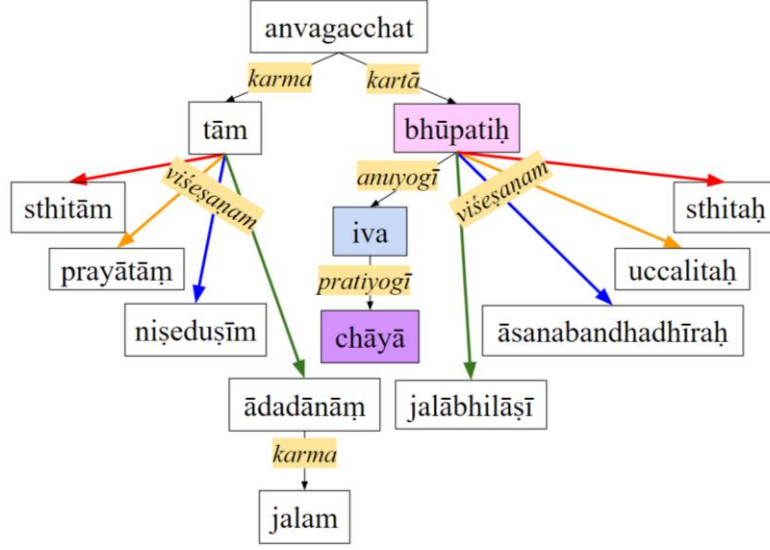 anvagacchat
karma kartā
tām bhūpatiḥ
viśeṣaṇam anuyogī viśeṣaṇam
sthitām iva sthitaḥ
prayātāṃ uccalitaḥ
pratiyogī
niṣeduṣīm chāyā āsanabandhadhīraḥ
ādadānāṃ jalābhilāṣī
karma
jalam